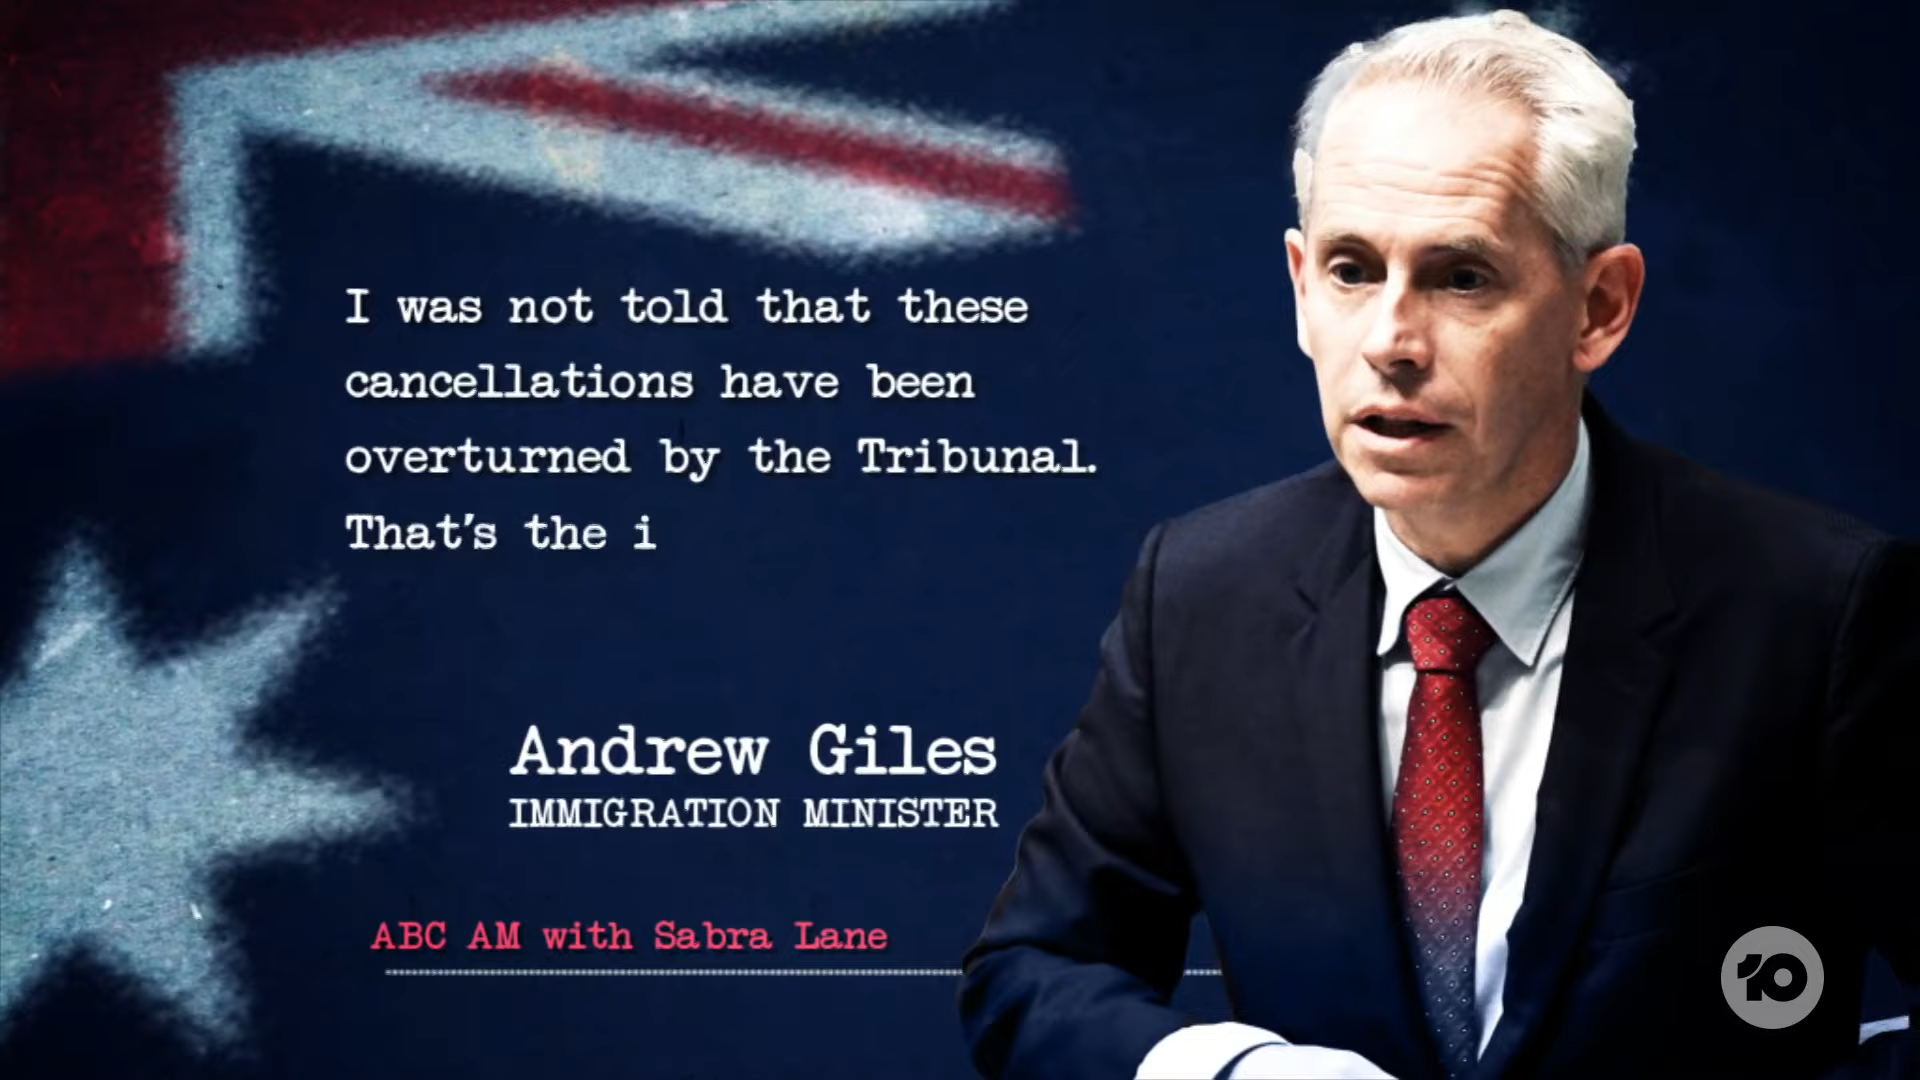 I was not told that these
cancellations have been
overturned by the Tribunal.
That's the i
Andrew Giles
IMMIGRATION MINISTER
ABC AM with Sabra Lane
10